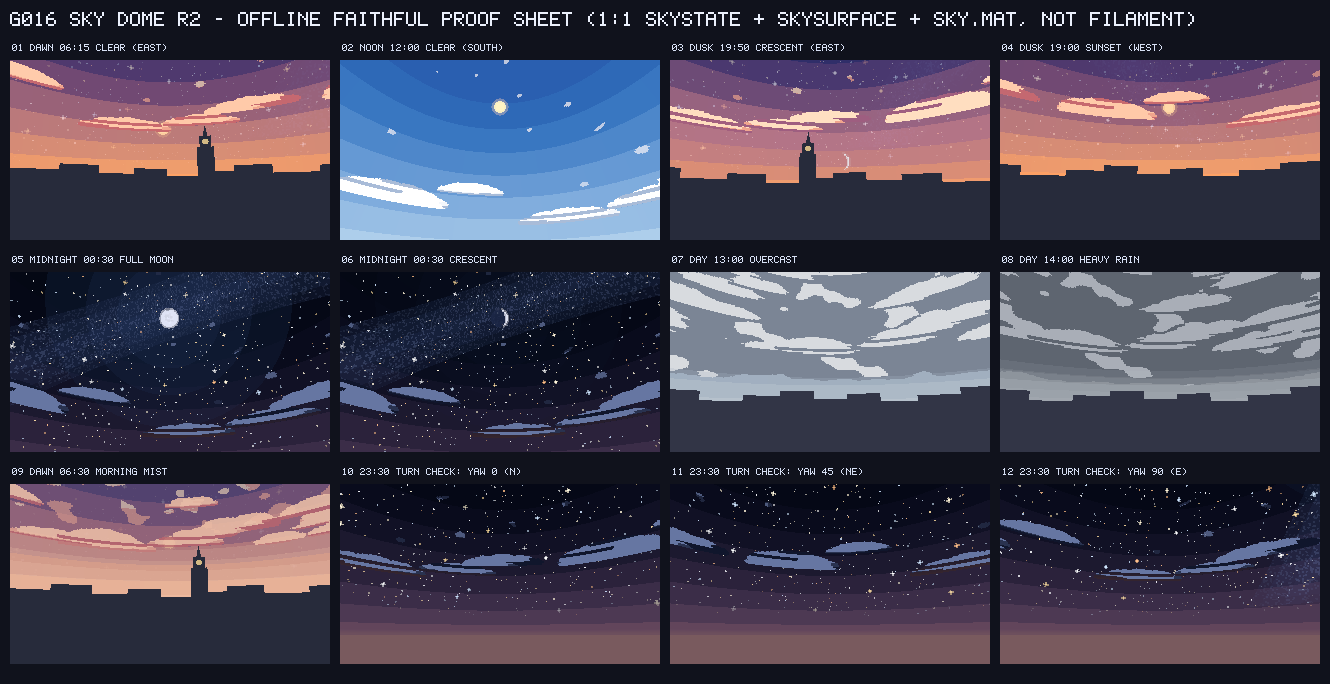 G016 SKY DOME R2 - OFFLINE FAITHFUL PROOF SHEET (1:1 SKYSTATE + SKYSURFACE + SKY.MAT, NOT FILAMENT)
01 DAWN 06:15 CLEAR (EAST)
02 NOON 12:00 CLEAR (SOUTH)
03 DUSK 19:50 CRESCENT (EAST)
04 DUSK 19:00 SUNSET (WEST)
05 MIDNIGHT 00:30 FULL MOON
06 MIDNIGHT 00:30 CRESCENT
07 DAY 13:00 OVERCAST
08 DAY 14:00 HEAVY RAIN
09 DAWN 06:30 MORNING MIST
10 23:30 TURN CHECK: YAW 0 (N)
11 23:30 TURN CHECK: YAW 45 (NE)
12 23:30 TURN CHECK: YAW 90 (E)